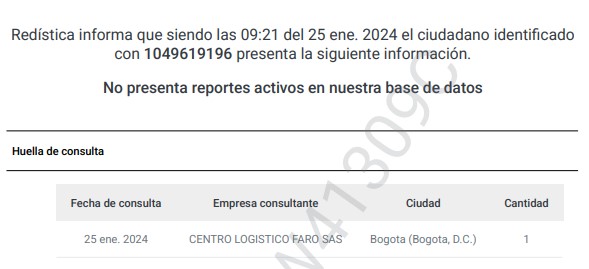 Redística informa que siendo las 09:21 del 25 ene. 2024 el ciudadano identificado
con 1049619196 presenta la siguiente información.
No presenta reportes activos en nuestra base de datos
Huella de consulta
Fecha de consulta Empresa consultante Ciudad Cantidad
25 ene. 2024 CENTRO LOGISTICO FARO SAS Bogota (Bogota, D.C.) 1
W41309C